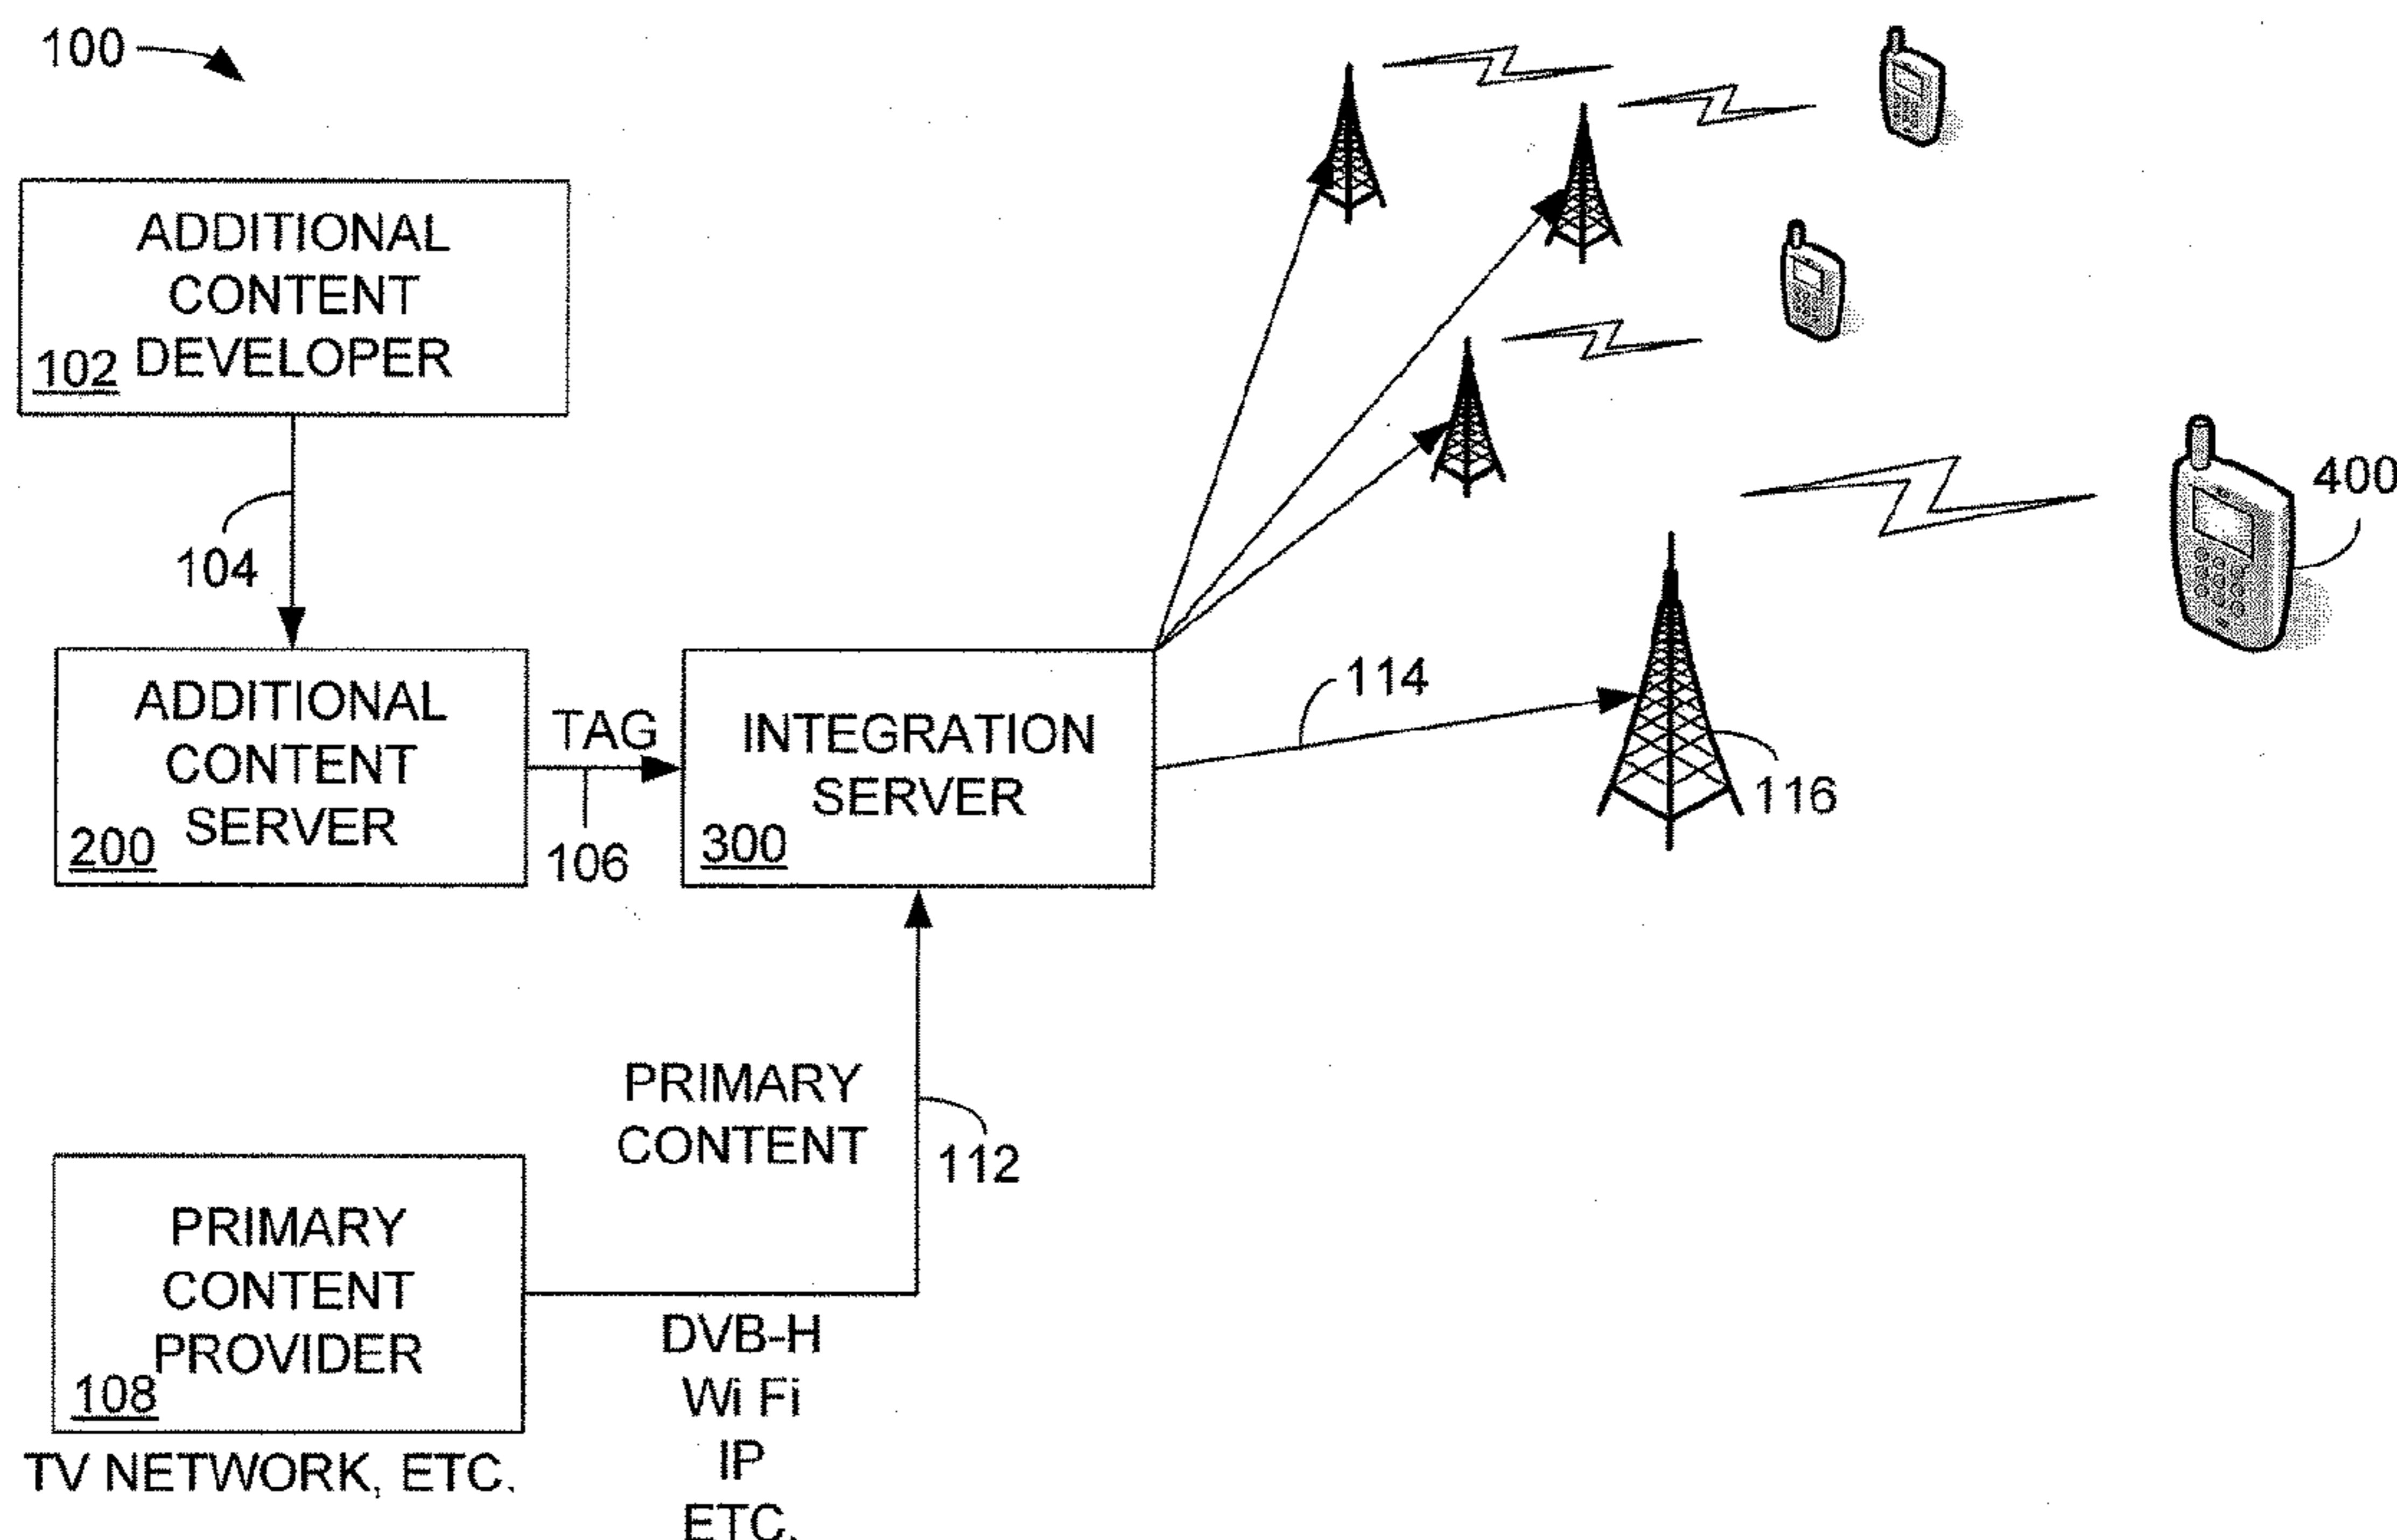 100
ADDITIONAL
CONTENT
DEVELOPER
102
104
400
ADDITIONAL
CONTENT
SERVER
200
TAG
106
INTEGRATION
SERVER
300
114
116
PRIMARY
CONTENT
112
PRIMARY
CONTENT
PROVIDER
108
TV NETWORK, ETC.
DVB-H
Wi Fi
IP
ETC.